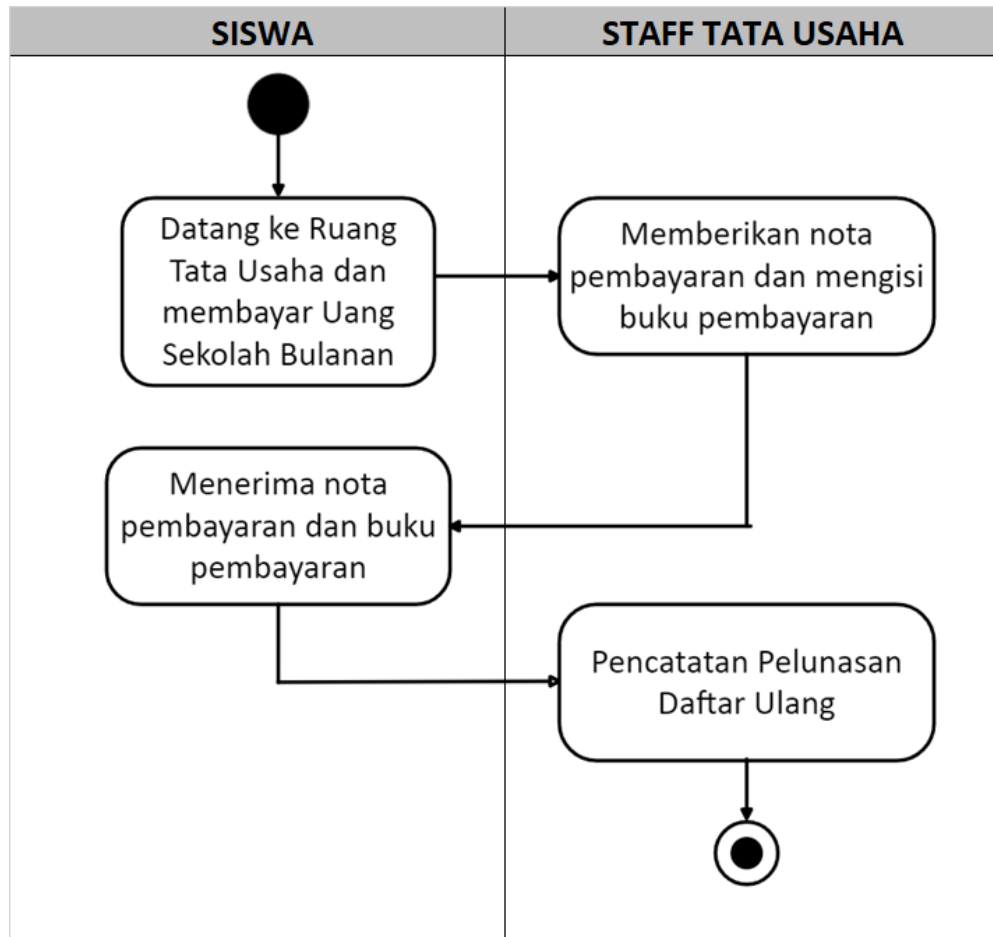 SISWA
STAFF TATA USAHA
Datang ke Ruang
Tata Usaha dan
membayar Uang
Sekolah Bulanan
Memberikan nota
pembayaran dan mengisi
buku pembayaran
Menerima nota
pembayaran dan buku
pembayaran
Pencatatan Pelunasan
Daftar Ulang